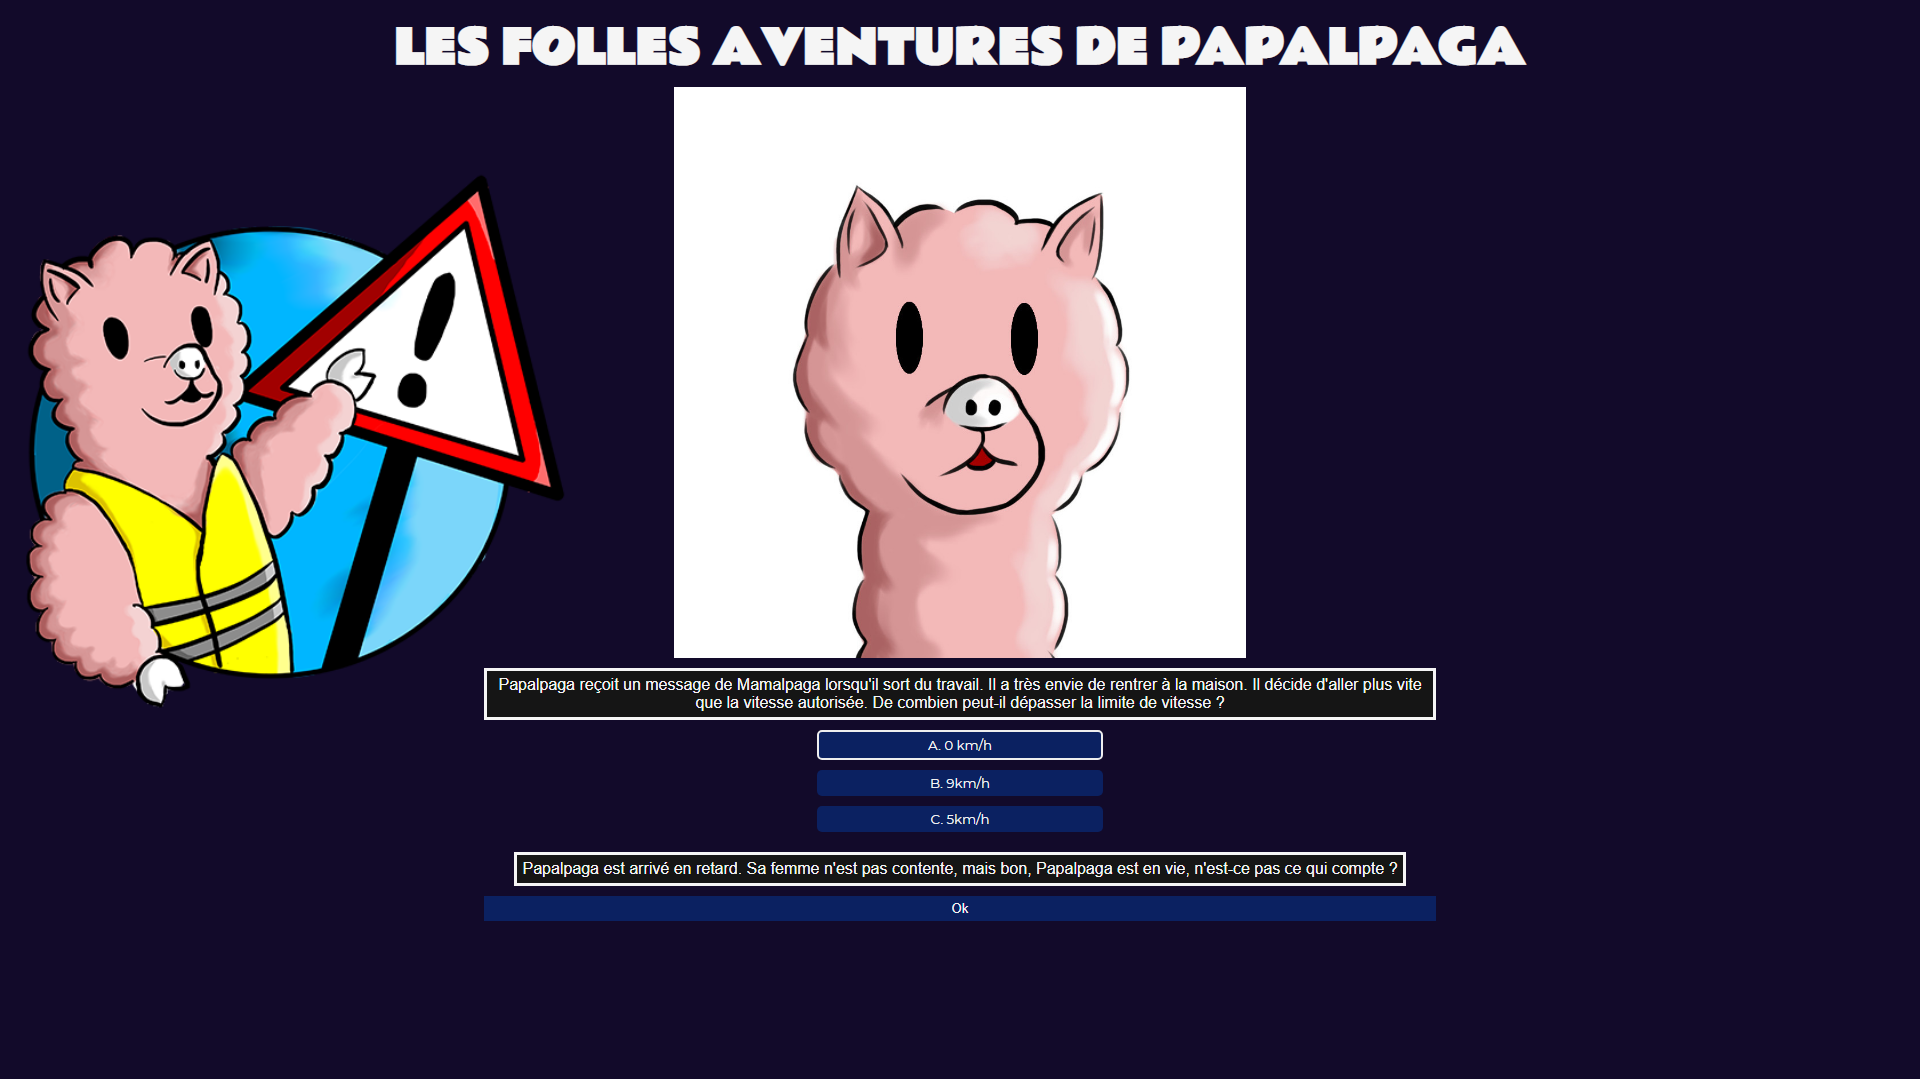 LES FOLLES AVENTURES DE PAPALPAGA
Papalpaga reçoit un message de Mamalpaga lorsqu'il sort du travail. Il a très envie de rentrer à la maison. Il décide d'aller plus vite
que la vitesse autorisée. De combien peut-il dépasser la limite de vitesse ?
A. 0 km/h
B. 9km/h
C. 5km/h
Papalpaga est arrivé en retard. Sa femme n'est pas contente, mais bon, Papalpaga est en vie, n'est-ce pas ce qui compte ?
Ok